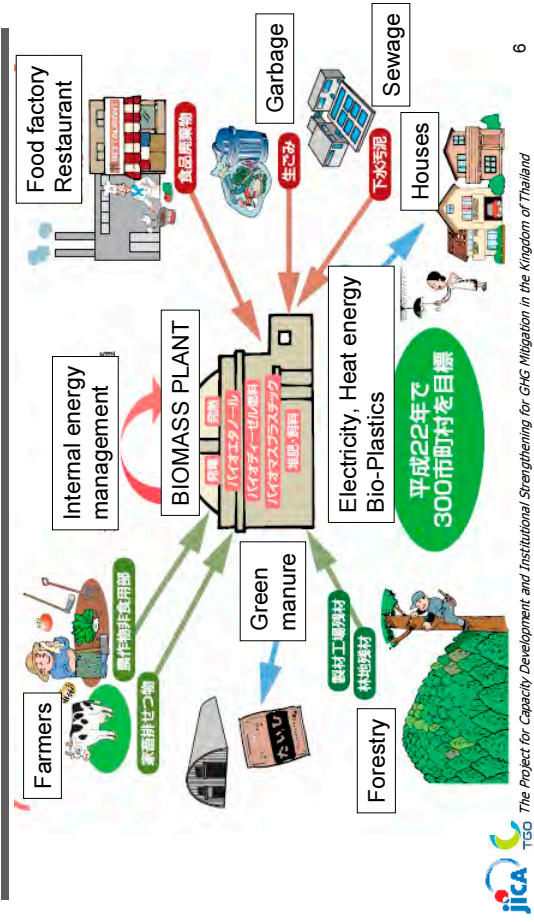 Farmers
農作物非食用部
家畜排せつ物
Internal energy
management
Food factory
Restaurant
RESTAURANT
食品廃棄物
BIOMASS PLANT
発電
発熱
バイオエタノール
バイオディーゼル燃料
バイオマスプラスチック
堆肥・飼料
Garbage
生ごみ
Sewage
下水汚泥
Green
manure
たいひ
製材工場残材
林地残材
Forestry
Electricity, Heat energy
Bio-Plastics
Houses
平成22年で
300市町村を目標
jICA
TGO
The Project for Capacity Development and Institutional Strengthening for GHG Mitigation in the Kingdom of Thailand
6